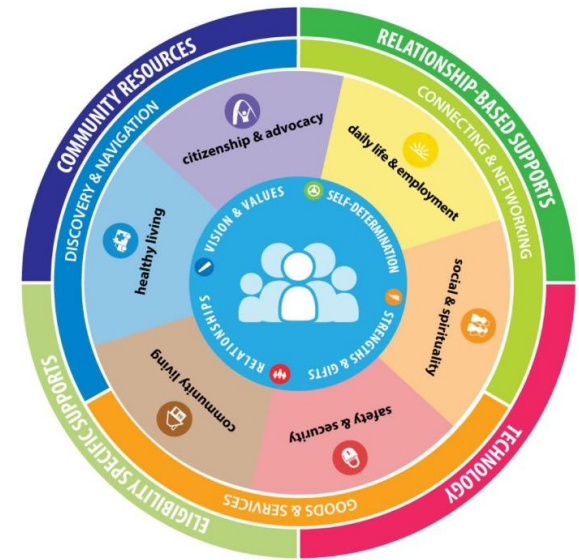 COMMUNITY RESOURCES
RELATIONSHIP-BASED SUPPORTS
TECHNOLOGY
ELIGIBILITY SPECIFIC SUPPORTS
DISCOVERY & NAVIGATION
CONNECTING & NETWORKING
GOODS & SERVICES
citizenship & advocacy
daily life & employment
social & spirituality
safety & security
community living
healthy living
VISION & VALUES
SELF-DETERMINATION
STRENGTHS & GIFTS
RELATIONSHIPS